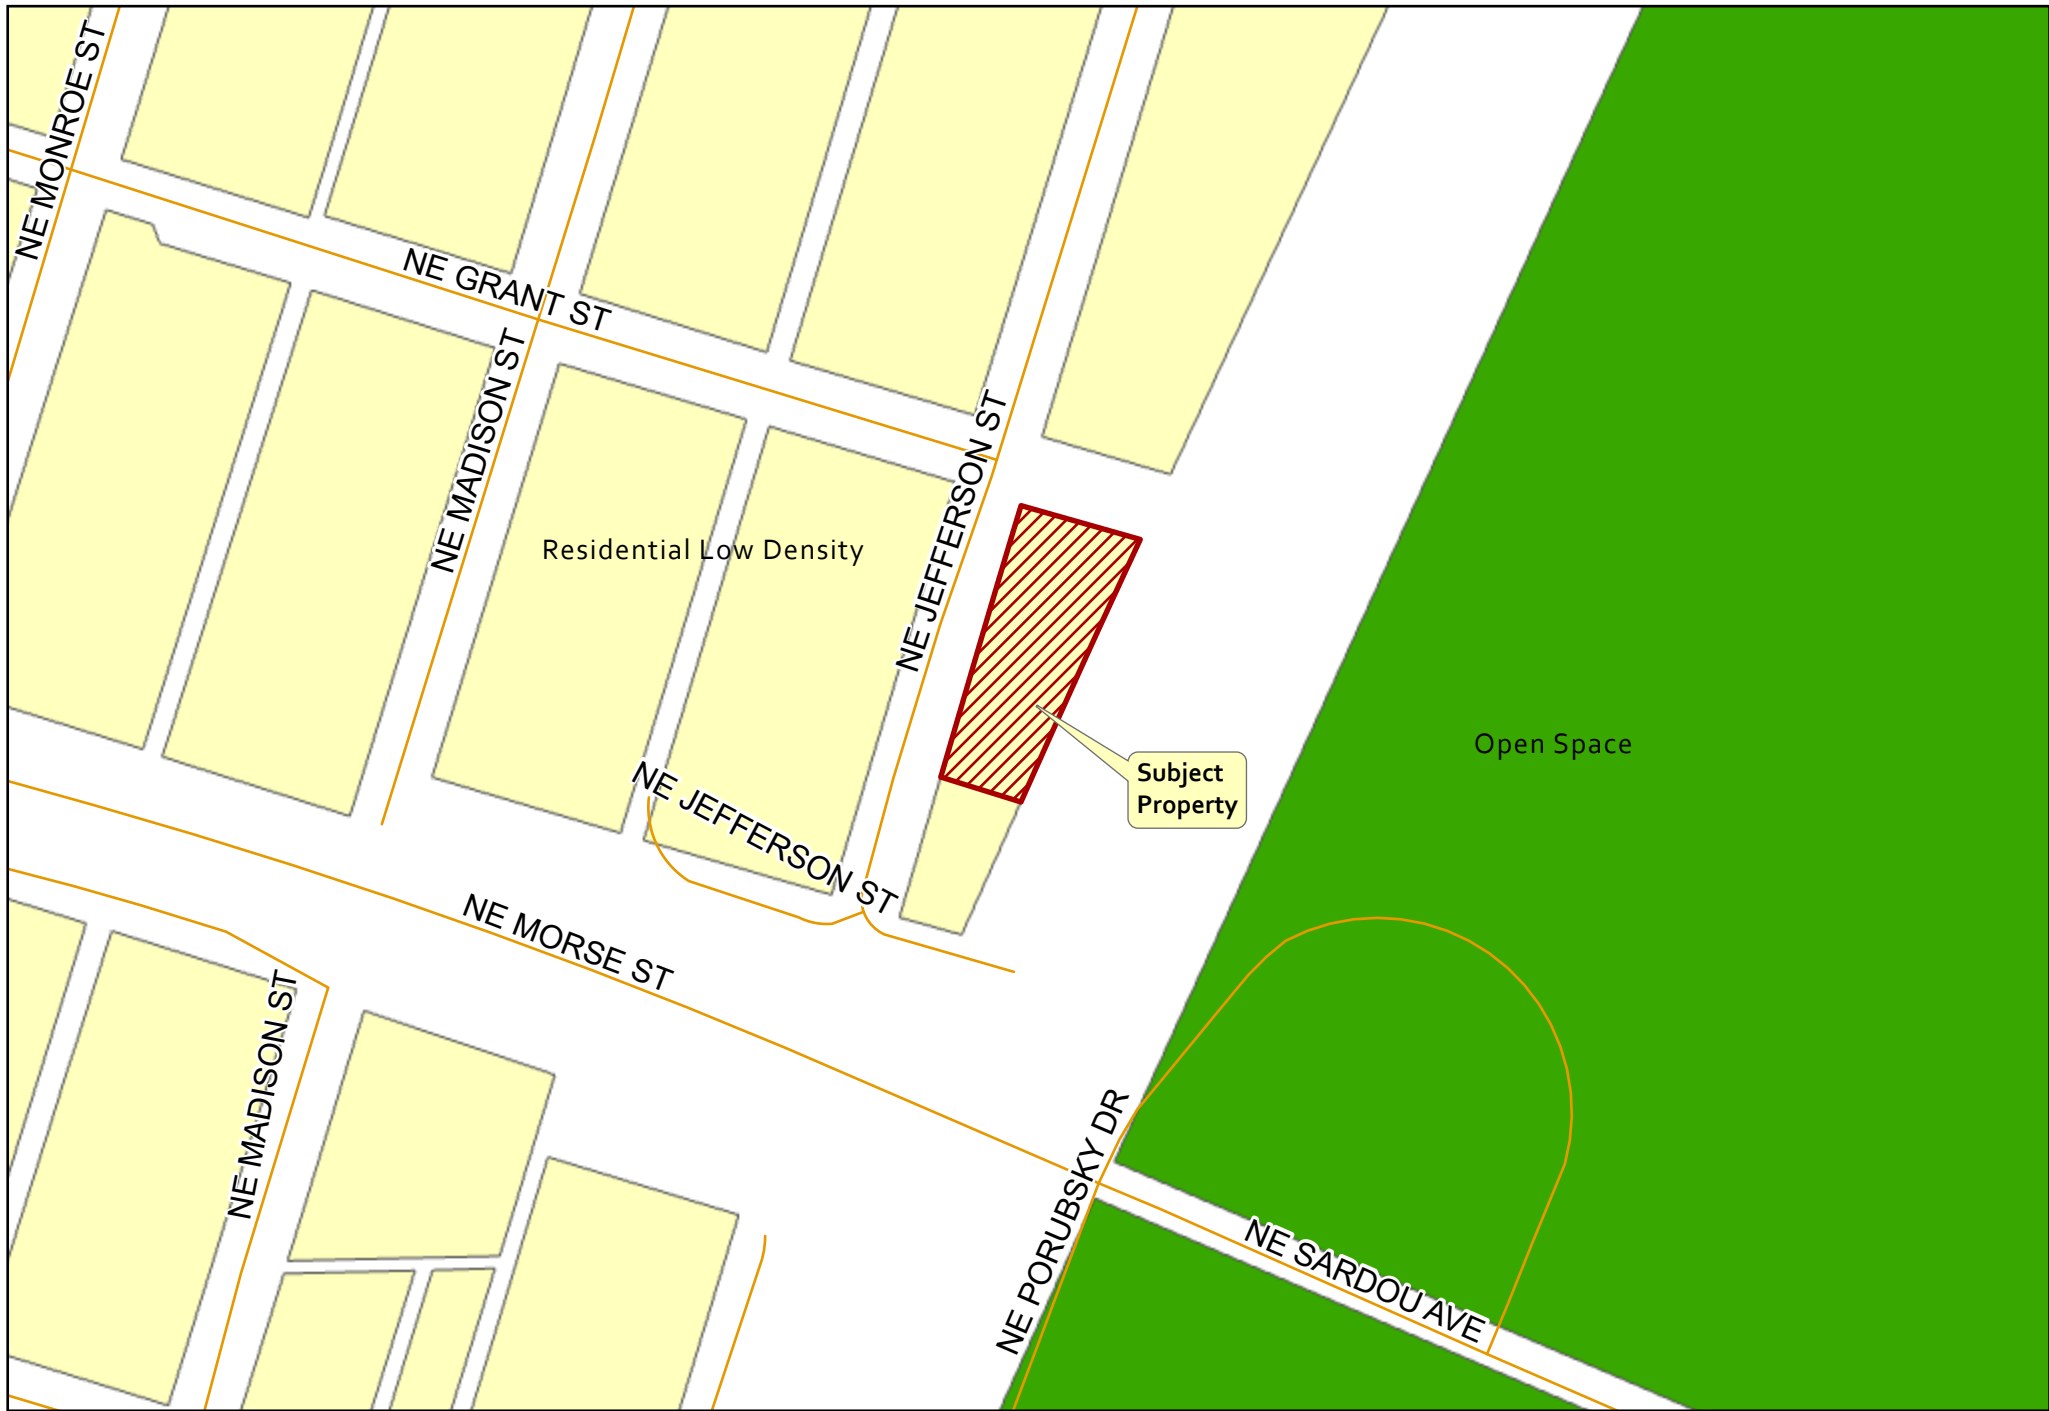 NE MONROE ST
NE GRANT ST
NE MADISON ST
NE JEFFERSON ST
Residential Low Density
Open Space
Subject
Property
NE JEFFERSON ST
NE MORSE ST
NE MADISON ST
NE PORUBSKY DR
NE SARDOU AVE